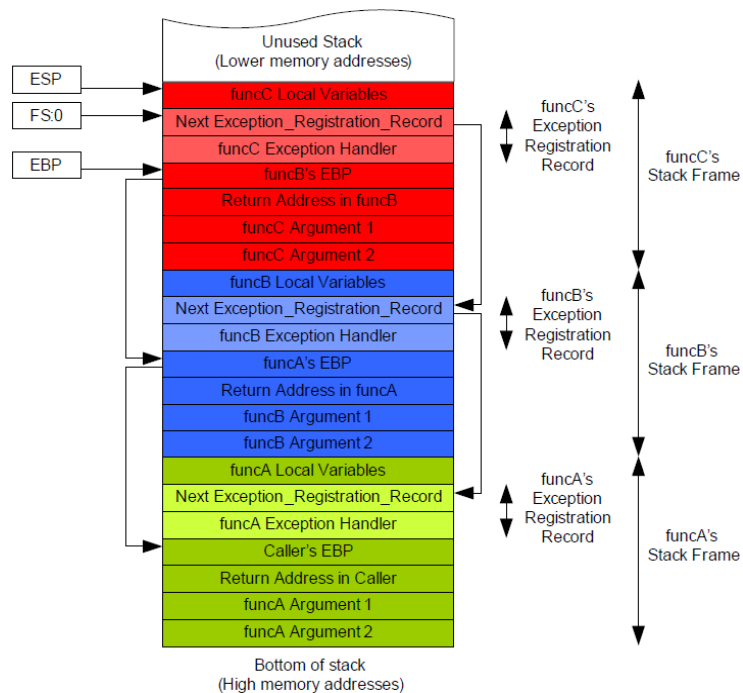 Unused Stack
(Lower memory addresses)
ESP
funcC Local Variables
FS:0
Next Exception_Registration_Record
funcC Exception Handler
EBP
funcB's EBP
Return Address in funcB
funcC Argument 1
funcC Argument 2
funcC's
Exception
Registration
Record
funcC's
Stack Frame
funcB Local Variables
Next Exception_Registration_Record
funcB Exception Handler
funcA's EBP
Return Address in funcA
funcB Argument 1
funcB Argument 2
funcB's
Exception
Registration
Record
funcB's
Stack Frame
funcA Local Variables
Next Exception_Registration_Record
funcA Exception Handler
Caller's EBP
Return Address in Caller
funcA Argument 1
funcA Argument 2
funcA's
Exception
Registration
Record
funcA's
Stack Frame
Bottom of stack
(High memory addresses)